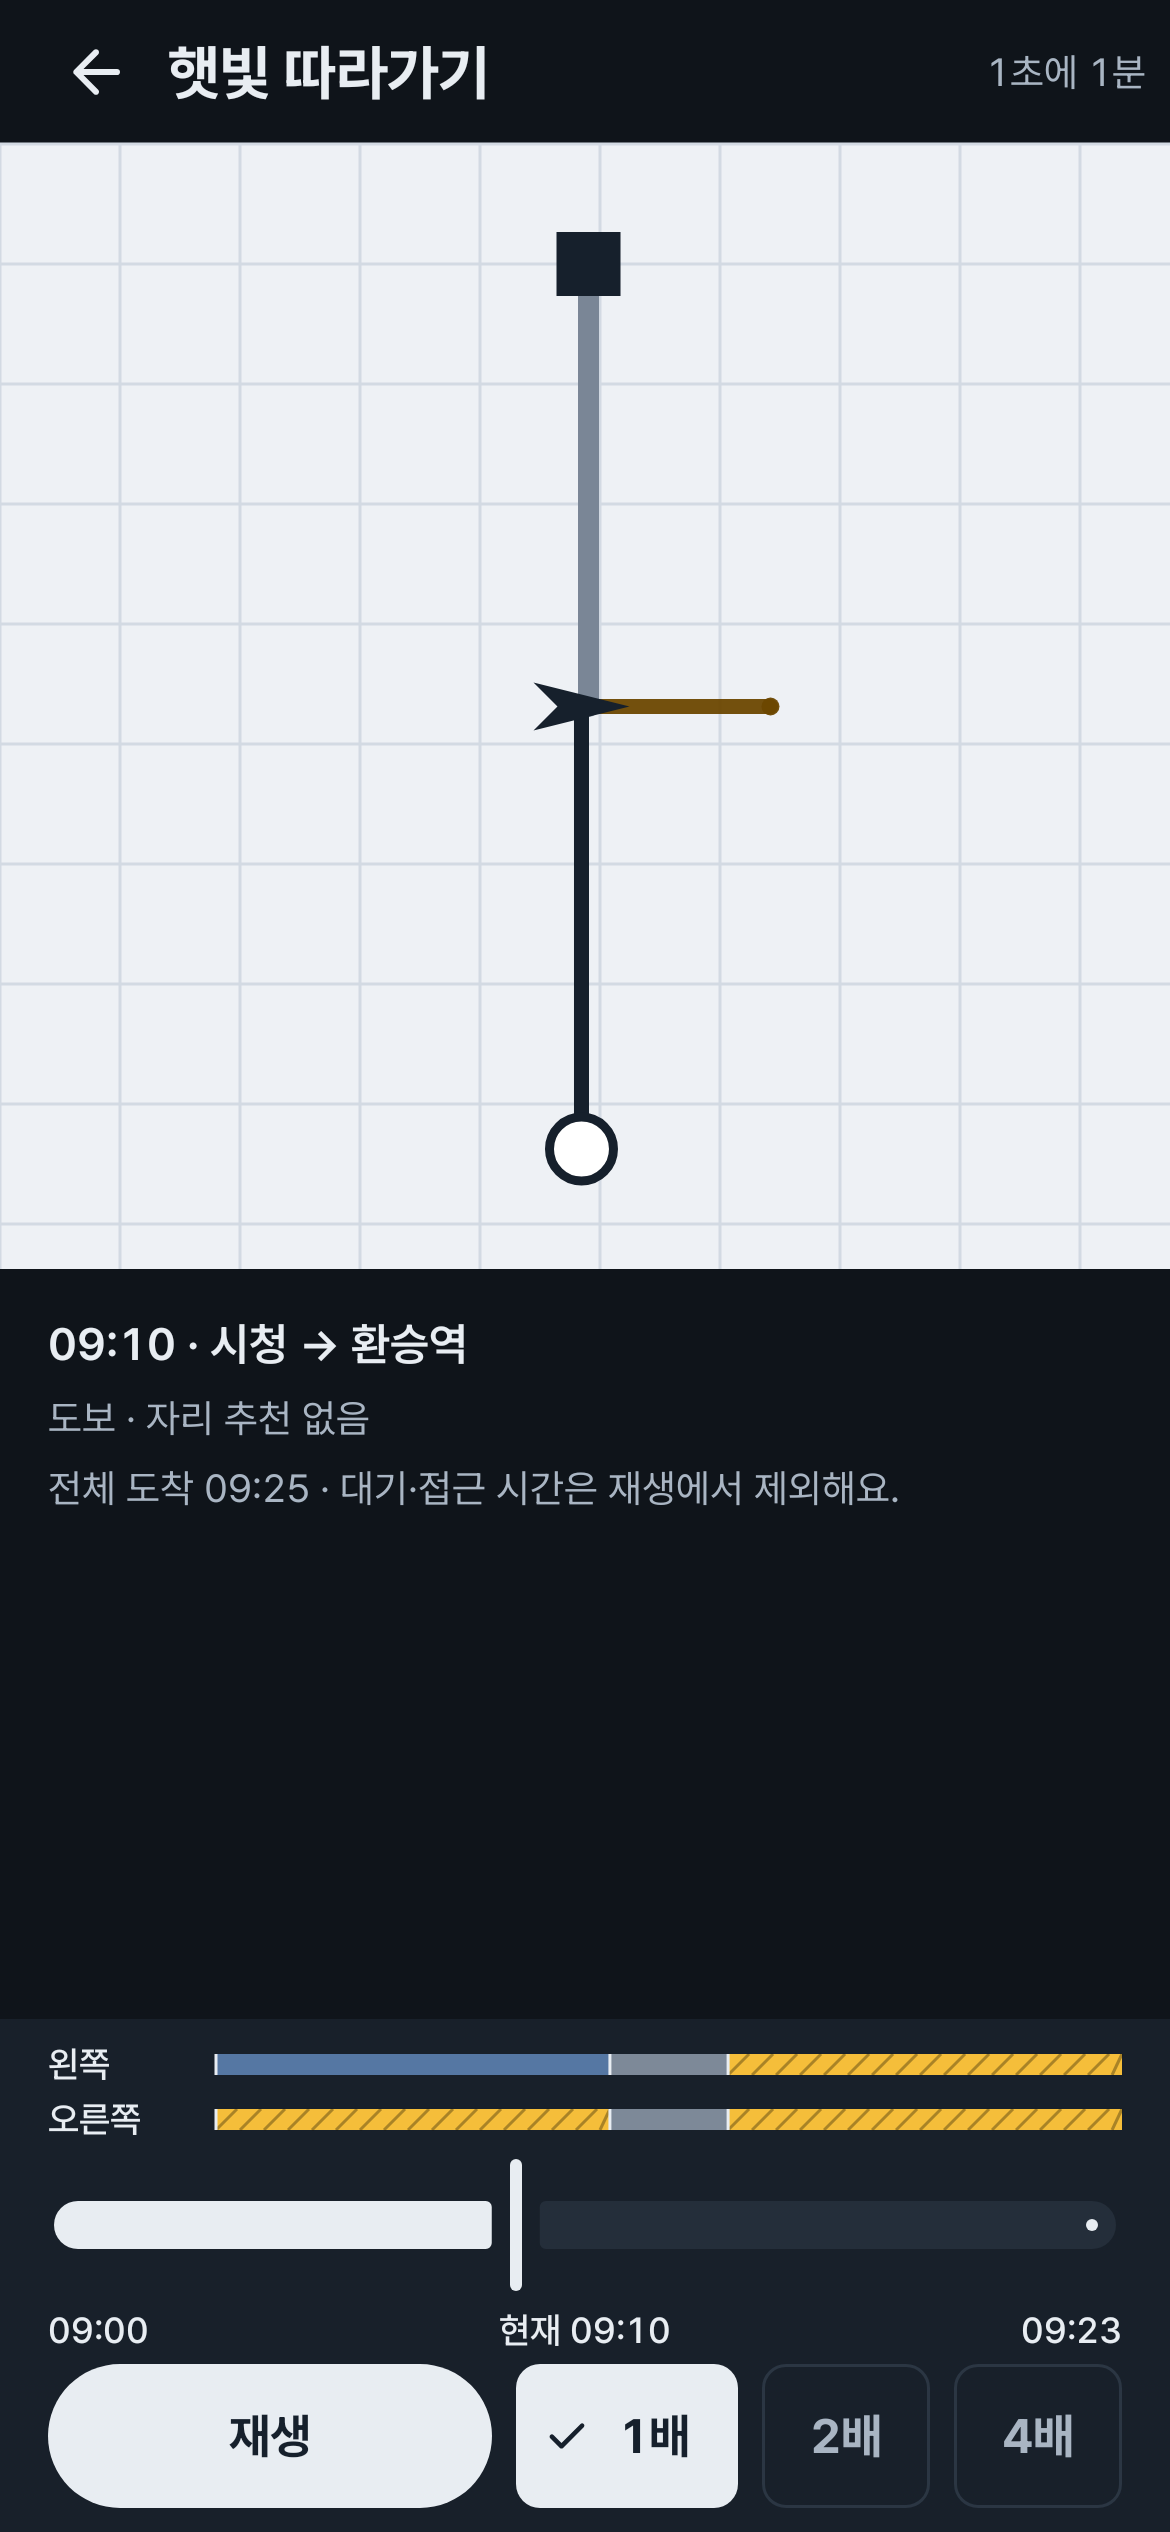 햇빛 따라가기
1초에 1분
09:10 · 시청 → 환승역
도보 · 자리 추천 없음
전체 도착 09:25 · 대기·접근 시간은 재생에서 제외해요.
왼쪽
오른쪽
09:00 현재 09:10 09:23
재생 1배 2배 4배